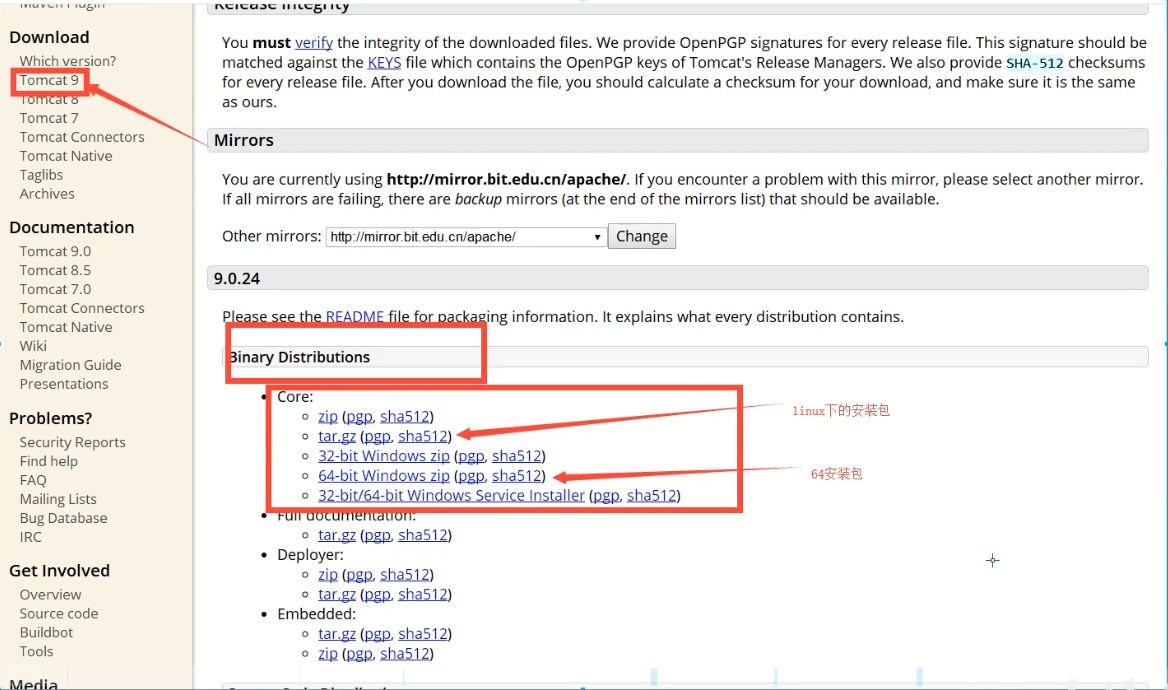 Maven Plugin
Download
Which version?
Tomcat 9
Tomcat 8
Tomcat 7
Tomcat Connectors
Tomcat Native
Taglibs
Archives
Documentation
Tomcat 9.0
Tomcat 8.5
Tomcat 7.0
Tomcat Connectors
Tomcat Native
Wiki
Migration Guide
Presentations
Problems?
Security Reports
Find help
FAQ
Mailing Lists
Bug Database
IRC
Get Involved
Overview
Source code
Buildbot
Tools
Media
Release Integrity
You must verify the integrity of the downloaded files. We provide OpenPGP signatures for every release file. This signature should be
matched against the KEYS file which contains the OpenPGP keys of Tomcat's Release Managers. We also provide SHA-512 checksums
for every release file. After you download the file, you should calculate a checksum for your download, and make sure it is the same
as ours.
Mirrors
You are currently using http://mirror.bit.edu.cn/apache/. If you encounter a problem with this mirror, please select another mirror.
If all mirrors are failing, there are backup mirrors (at the end of the mirrors list) that should be available.
Other mirrors: http://mirror.bit.edu.cn/apache/ Change
9.0.24
Please see the README file for packaging information. It explains what every distribution contains.
Binary Distributions
Core:
zip (pgp, sha512)
tar.gz (pgp, sha512)
32-bit Windows zip (pgp, sha512)
64-bit Windows zip (pgp, sha512)
32-bit/64-bit Windows Service Installer (pgp, sha512)
Full documentation:
tar.gz (pgp, sha512)
Deployer:
zip (pgp, sha512)
tar.gz (pgp, sha512)
Embedded:
tar.gz (pgp, sha512)
zip (pgp, sha512)
linux下的安装包
64安装包